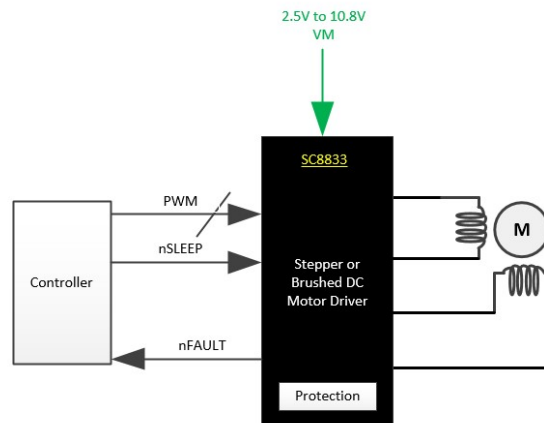 2.5V to 10.8V
VM
SC8833
PWM
nSLEEP
Controller
Stepper or
Brushed DC
Motor Driver
M
nFAULT
Protection